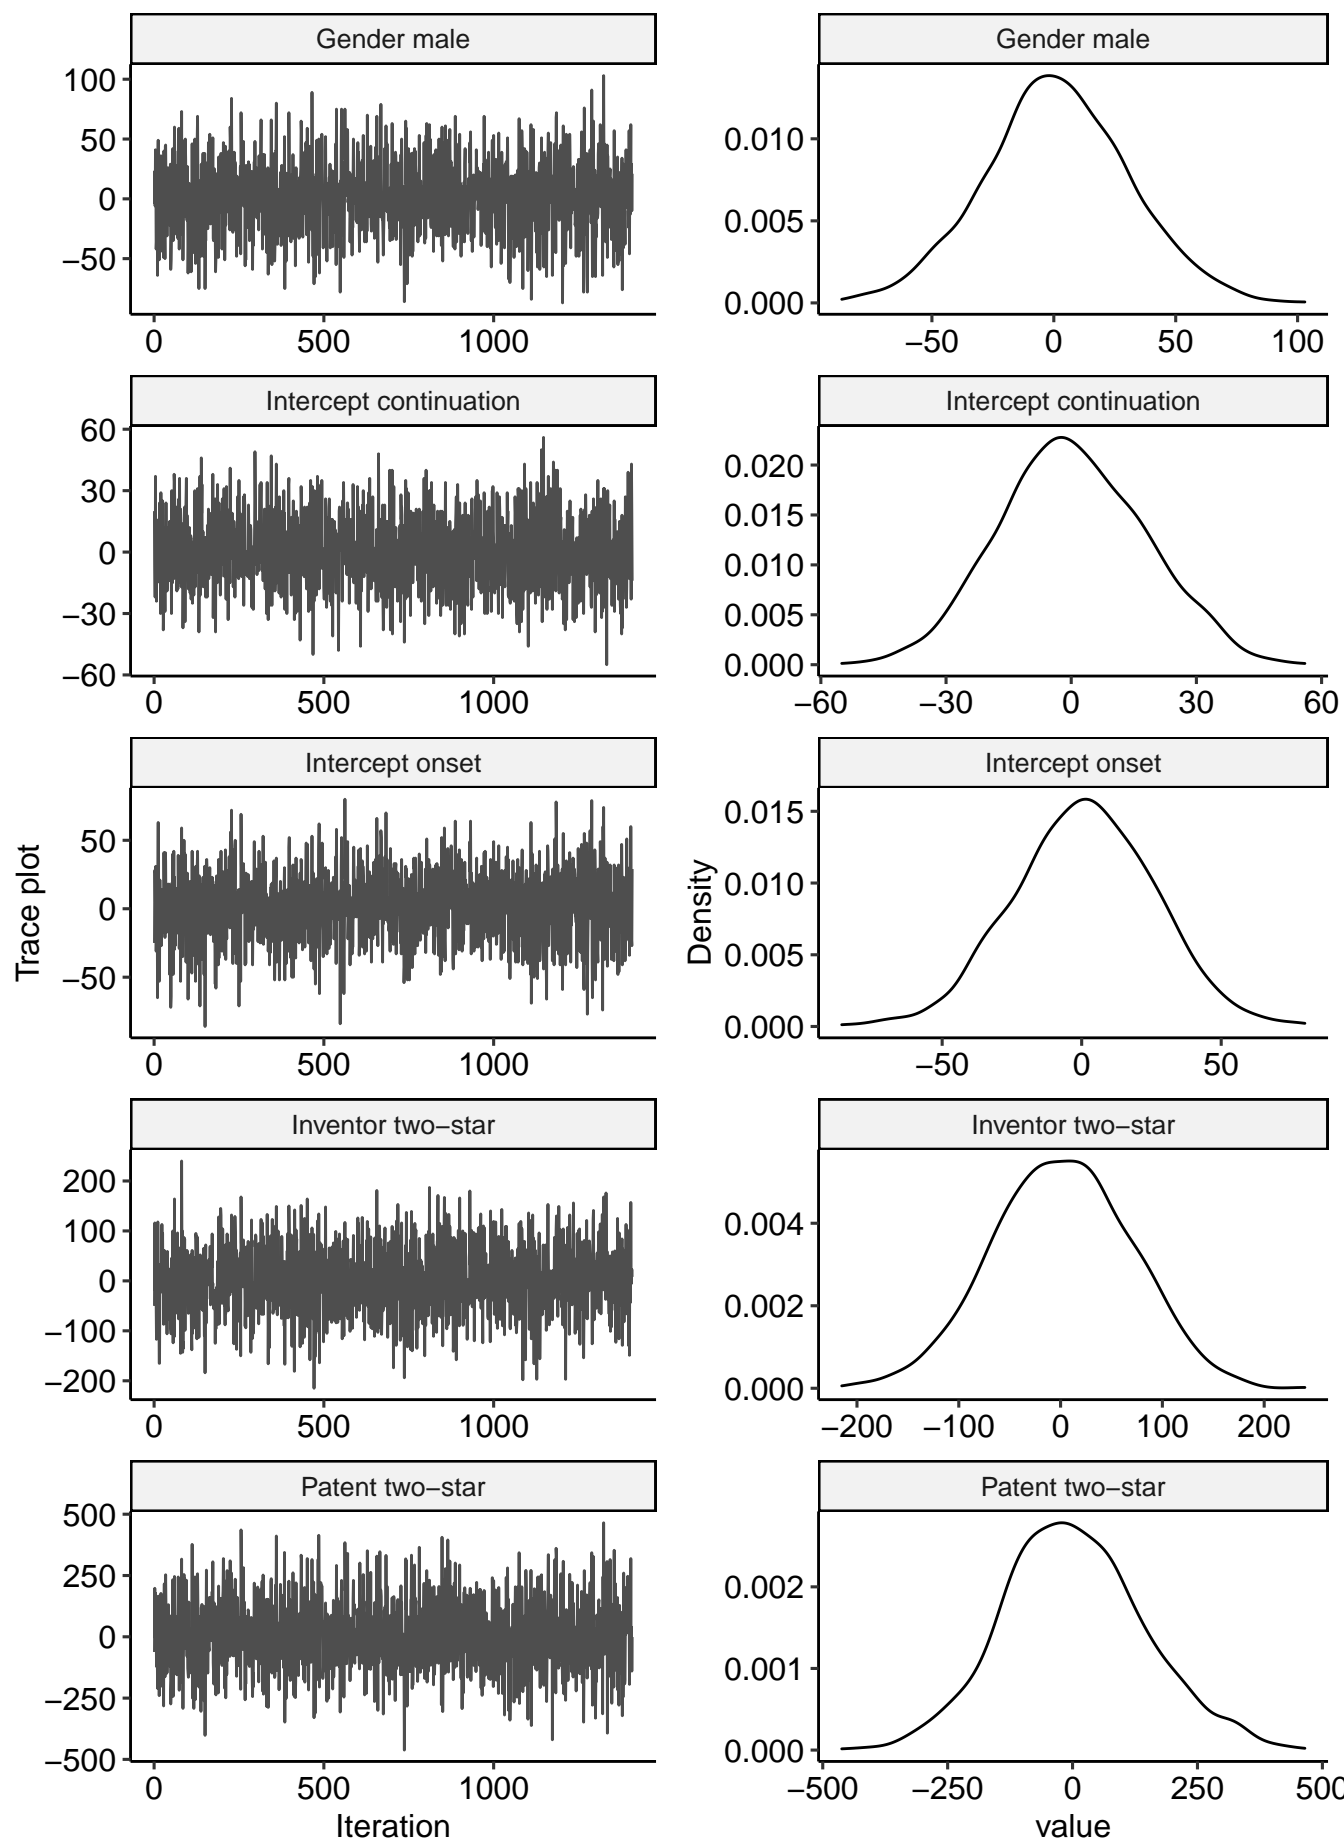 Gender male
Gender male
100
50
0
−50
0.010
0.005
0.000
0 500 1000
−50 0 50 100
Intercept continuation
Intercept continuation
60
30
0
−30
−60
0.020
0.015
0.010
0.005
0.000
0 500 1000
−60 −30 0 30 60
Intercept onset
Intercept onset
Trace plot
50
0
−50
Density
0.015
0.010
0.005
0.000
0 500 1000
−50 0 50
Inventor two−star
Inventor two−star
200
100
0
−100
−200
0.004
0.002
0.000
0 500 1000
−200 −100 0 100 200
Patent two−star
Patent two−star
500
250
0
−250
−500
0.002
0.001
0.000
0 500 1000
−500 −250 0 250 500
Iteration
value